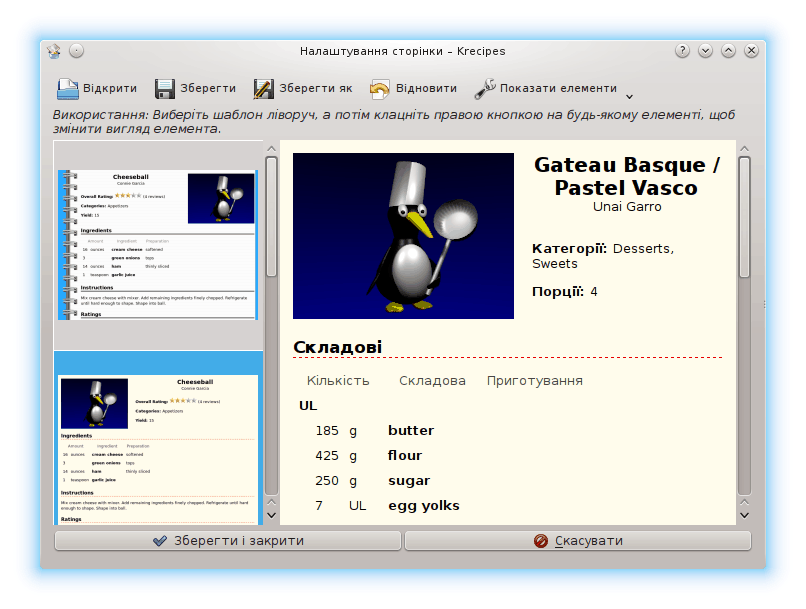 Налаштування сторінки – Krecipes
Відкрити Зберегти Зберегти як Відновити Показати елементи
Використання: Виберіть шаблон ліворуч, а потім клацніть правою кнопкою на будь-якому елементі, щоб
змінити вигляд елемента.
Cheeseball
Connie Garcia
Overall Rating: (4 reviews)
Categories: Appetizers
Yield: 15
Ingredients
Amount Ingredient Preparation
16 ounces cream cheese softened
3 green onions tops
14 ounces ham thinly sliced
1 teaspoon garlic juice
Instructions
Mix cream cheese with mixer. Add remaining ingredients finely chopped. Refrigerate
until hard enough to shape. Shape into ball.
Ratings
Cheeseball
Connie Garcia
Overall Rating: (4 reviews)
Categories: Appetizers
Yield: 15
Ingredients
Amount Ingredient Preparation
16 ounces cream cheese softened
3 green onions tops
14 ounces ham thinly sliced
1 teaspoon garlic juice
Instructions
Mix cream cheese with mixer. Add remaining ingredients finely chopped. Refrigerate until hard
enough to shape. Shape into ball.
Ratings
Gateau Basque /
Pastel Vasco
Unai Garro
Категорії: Desserts,
Sweets
Порції: 4
Складові
Кількість Складова Приготування
UL
185 g butter
425 g flour
250 g sugar
7 UL egg yolks
Зберегти і закрити Скасувати